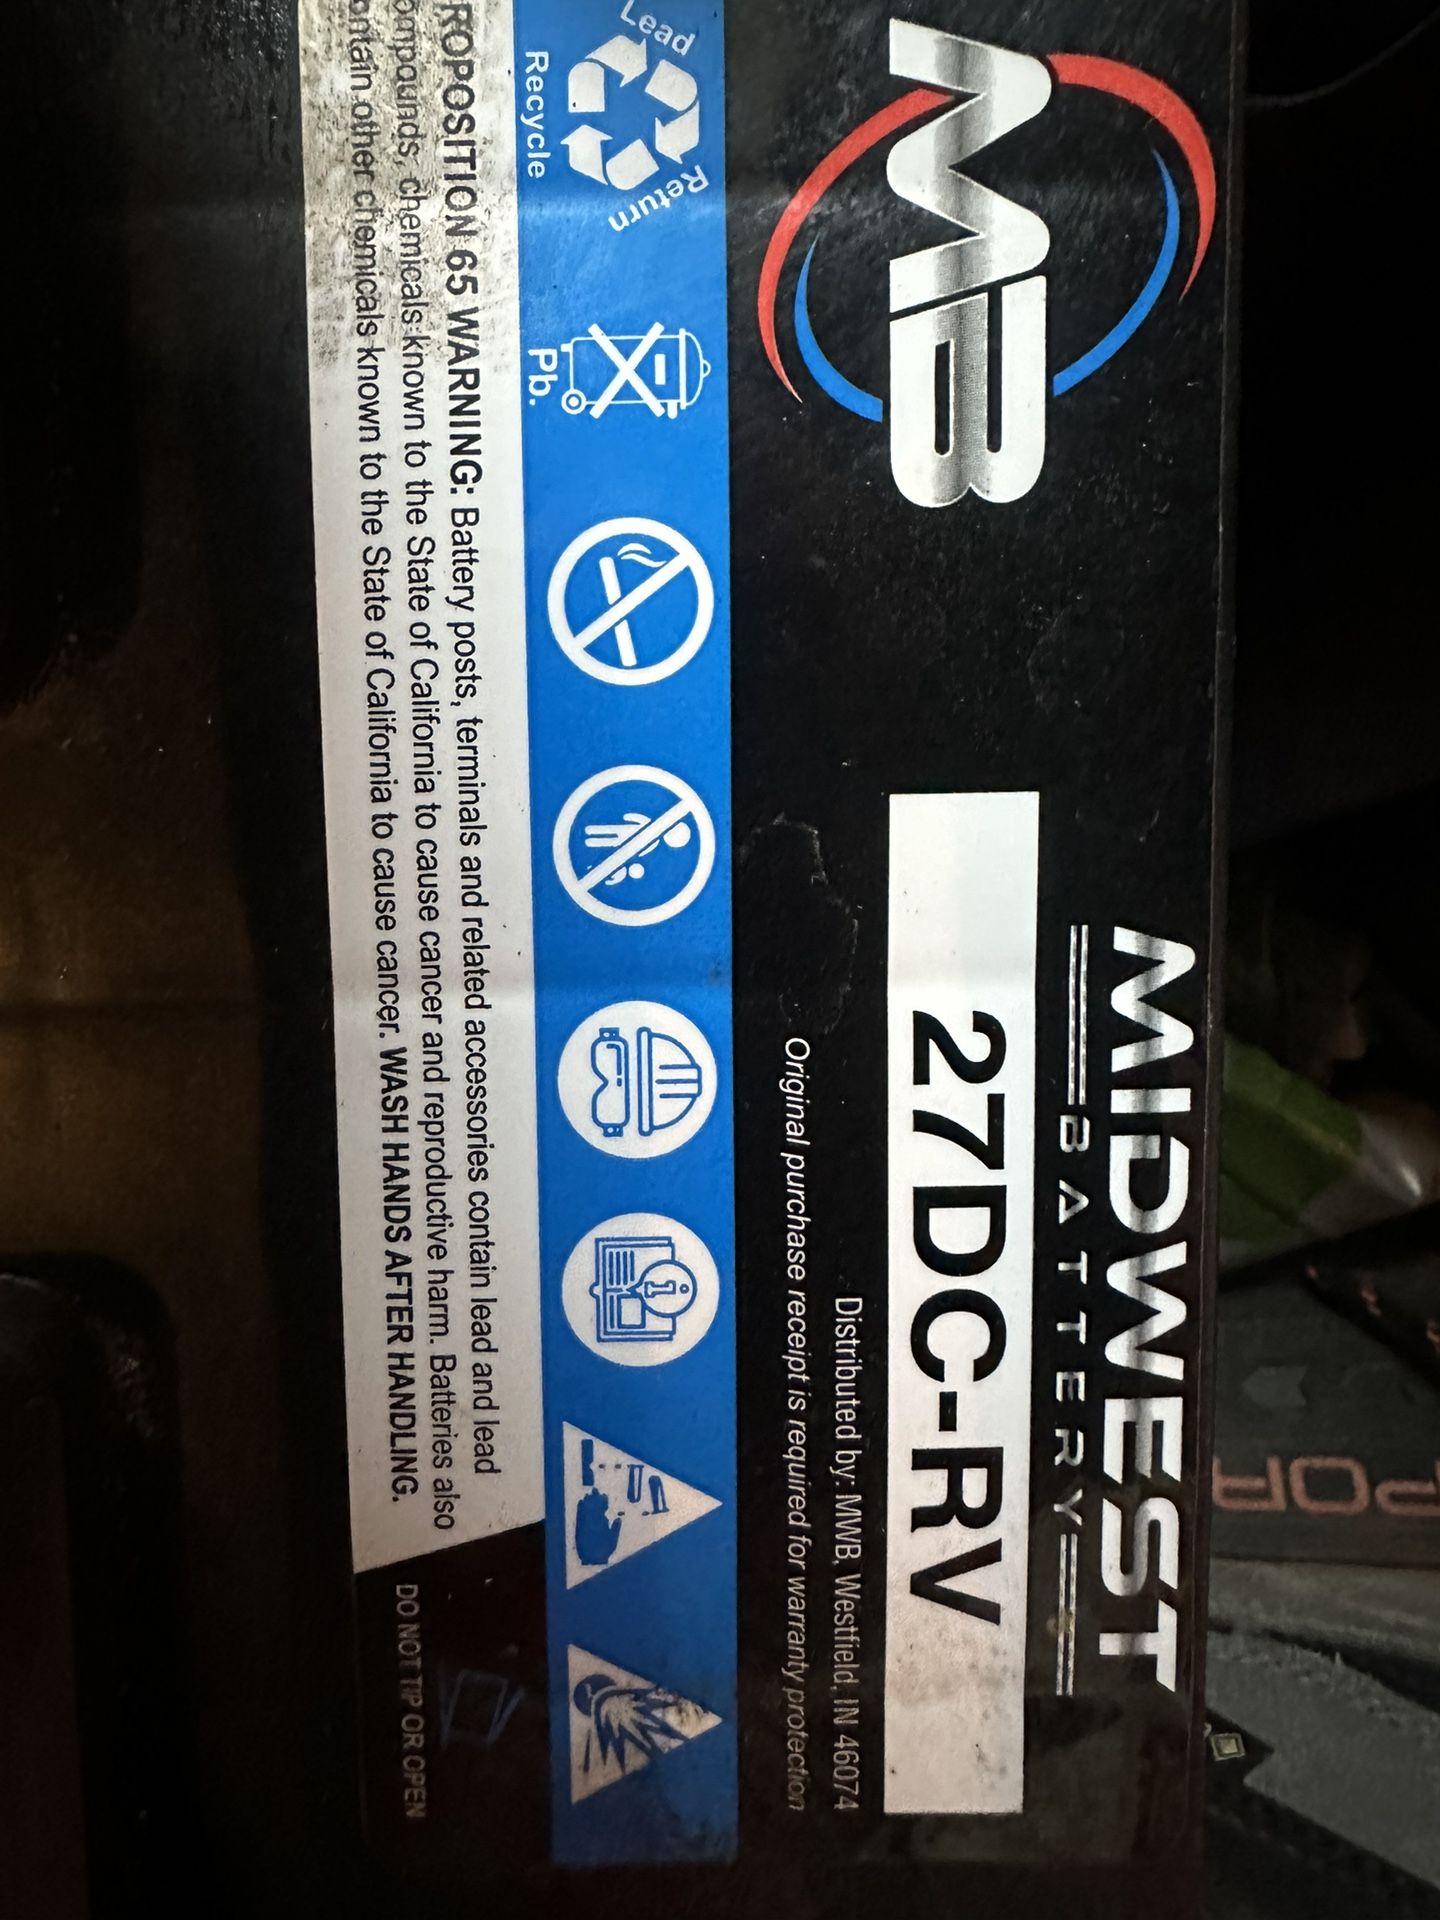 MB
MIDWEST
BATTERY
27DC-RV
Distributed by: MWB, Westfield, IN 46074
Original purchase receipt is required for warranty protection
Lead
Return
Recycle
Pb.
ROPOSITION 65 WARNING: Battery posts, terminals and related accessories contain lead and lead
ompounds, chemicals known to the State of California to cause cancer and reproductive harm. Batteries also
ontain other chemicals known to the State of California to cause cancer. WASH HANDS AFTER HANDLING.
DO NOT TIP OR OPEN